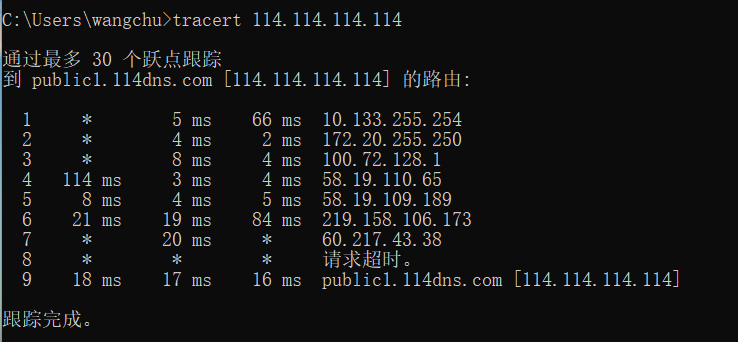 C:\Users\wangchu>tracert 114.114.114.114
通过最多 30 个跃点跟踪
到 public1.114dns.com [114.114.114.114] 的路由:
1 * 5 ms 66 ms 10.133.255.254
2 * 4 ms 2 ms 172.20.255.250
3 * 8 ms 4 ms 100.72.128.1
4 114 ms 3 ms 4 ms 58.19.110.65
5 8 ms 4 ms 5 ms 58.19.109.189
6 21 ms 19 ms 84 ms 219.158.106.173
7 * 20 ms * 60.217.43.38
8 * * * 请求超时。
9 18 ms 17 ms 16 ms public1.114dns.com [114.114.114.114]
跟踪完成。